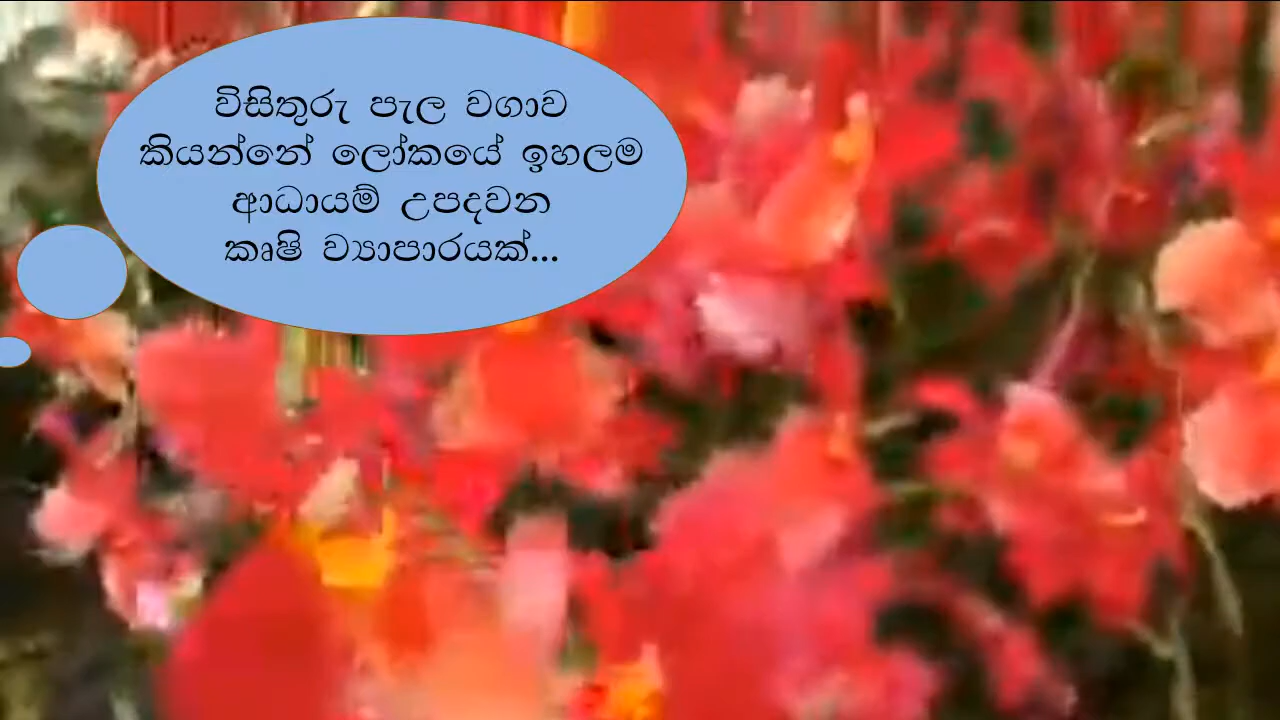 විසිතුරු පැල වගාව
කියන්නේ ලෝකයේ ඉහලම
ආධායම් උපදවන
කෘෂි ව්‍යාපාරයක්...